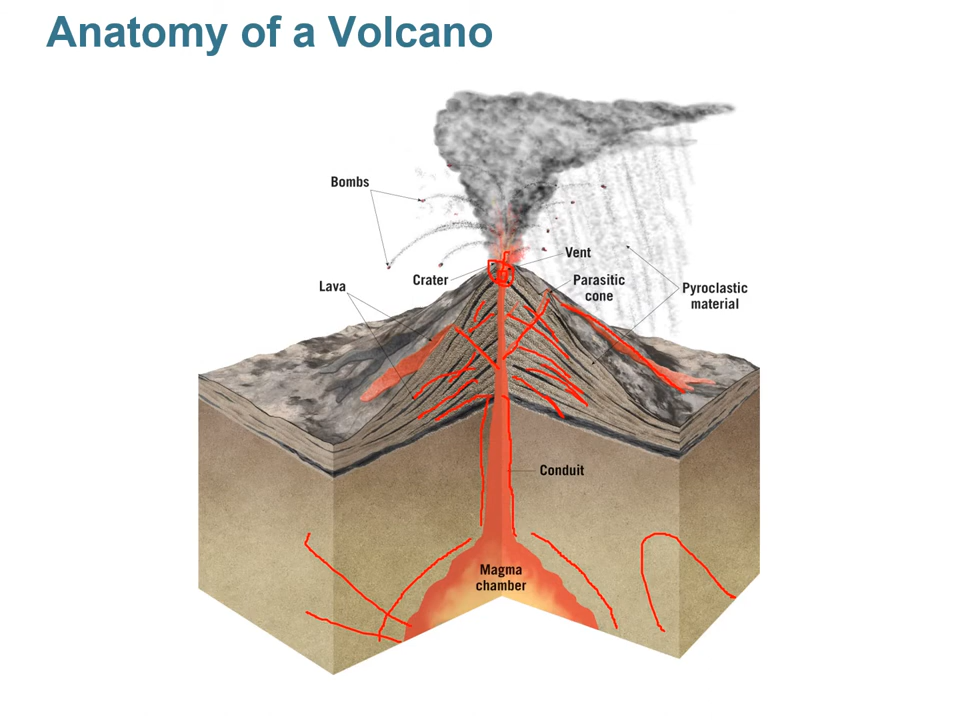 Anatomy of a Volcano
Bombs
Vent
Crater
Parasitic
cone
Lava
Pyroclastic
material
Conduit
Magma
chamber